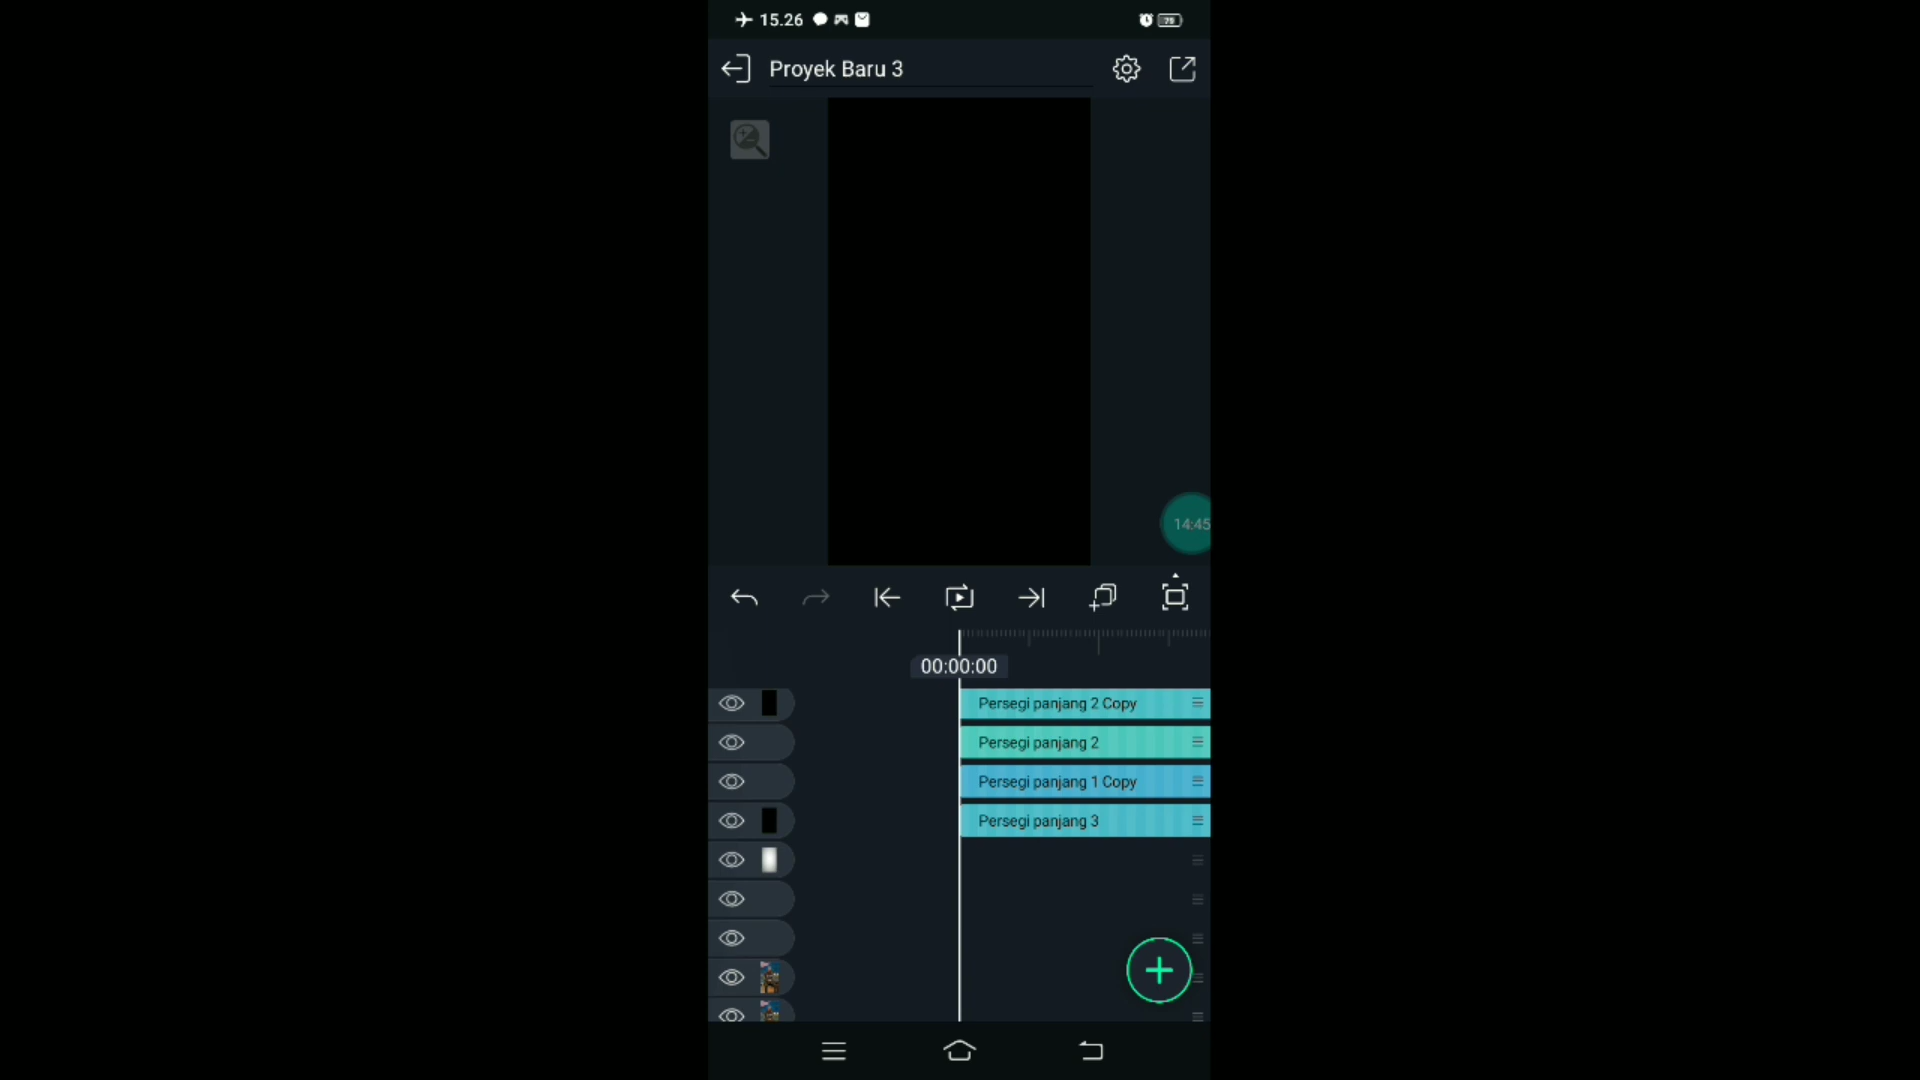 15.26
79
Proyek Baru 3
14:45
00:00:00
Persegi panjang 2 Copy
Persegi panjang 2
Persegi panjang 1 Copy
Persegi panjang 3